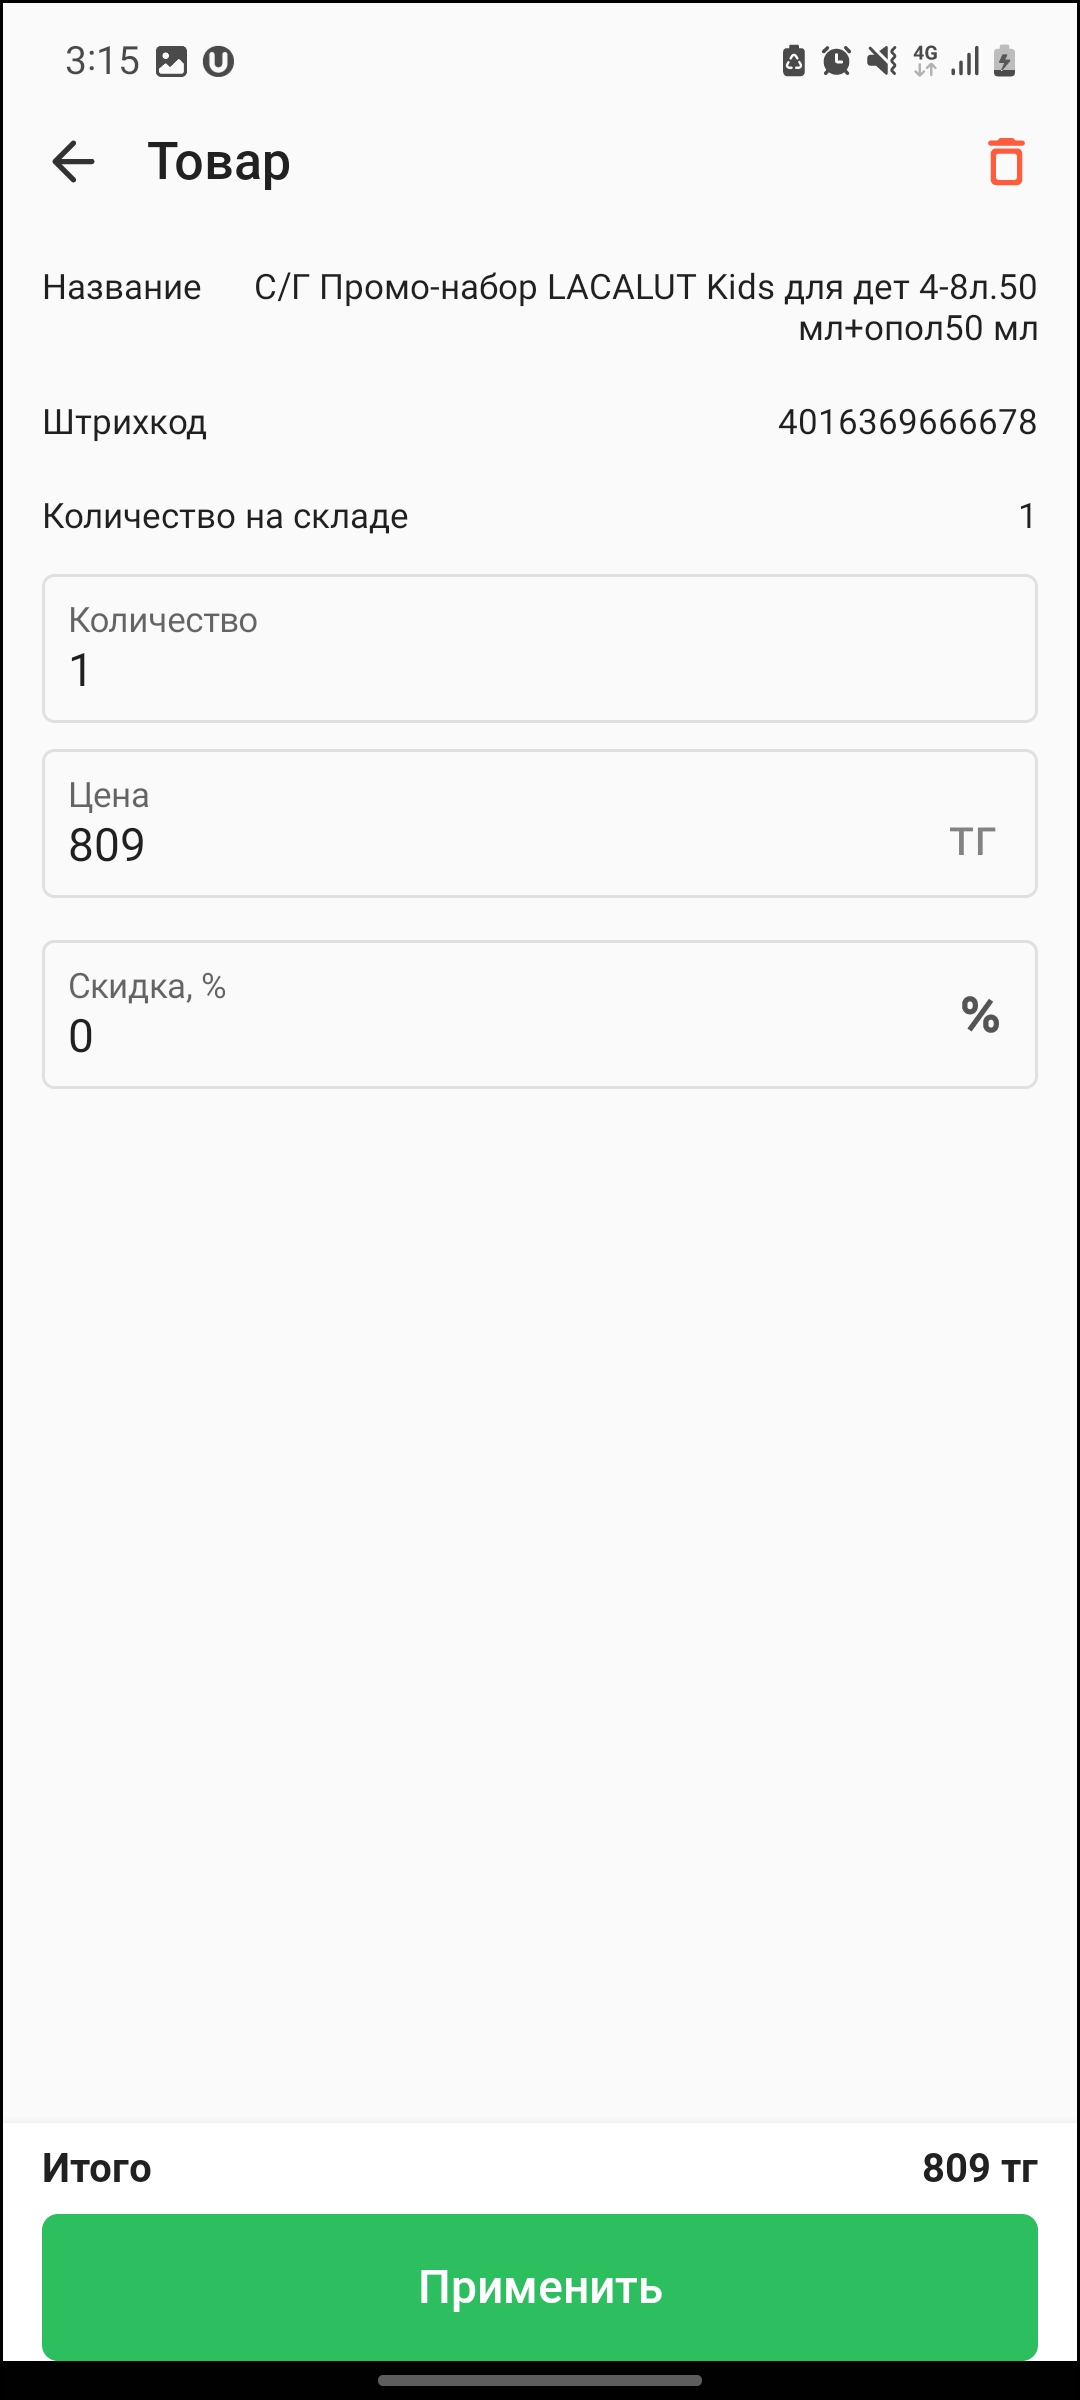 3:15
4G
Товар
Название
С/Г Промо-набор LACALUT Kids для дет 4-8л.50
мл+опол50 мл
Штрихкод
4016369666678
Количество на складе
1
Количество
1
Цена
809
ТГ
Скидка, %
0
%
Итого
809 тг
Применить